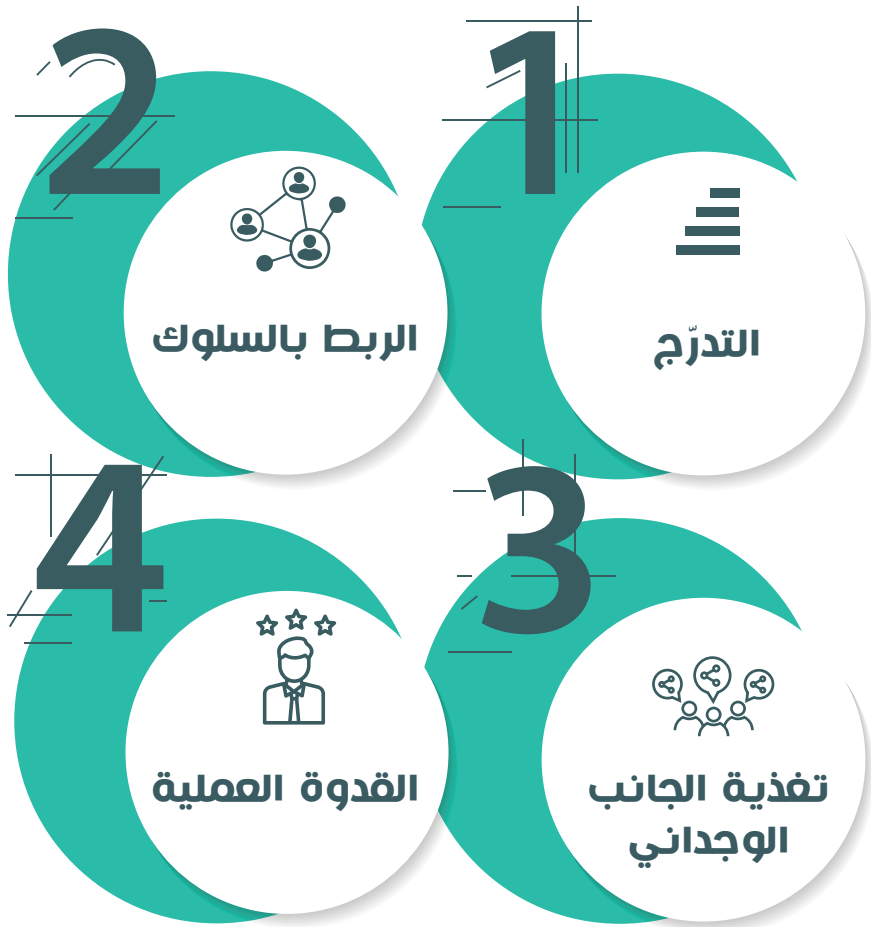 1
التدرّج
2
الربط بالسلوك
3
تغذية الجانب
الوجداني
4
القدوة العملية